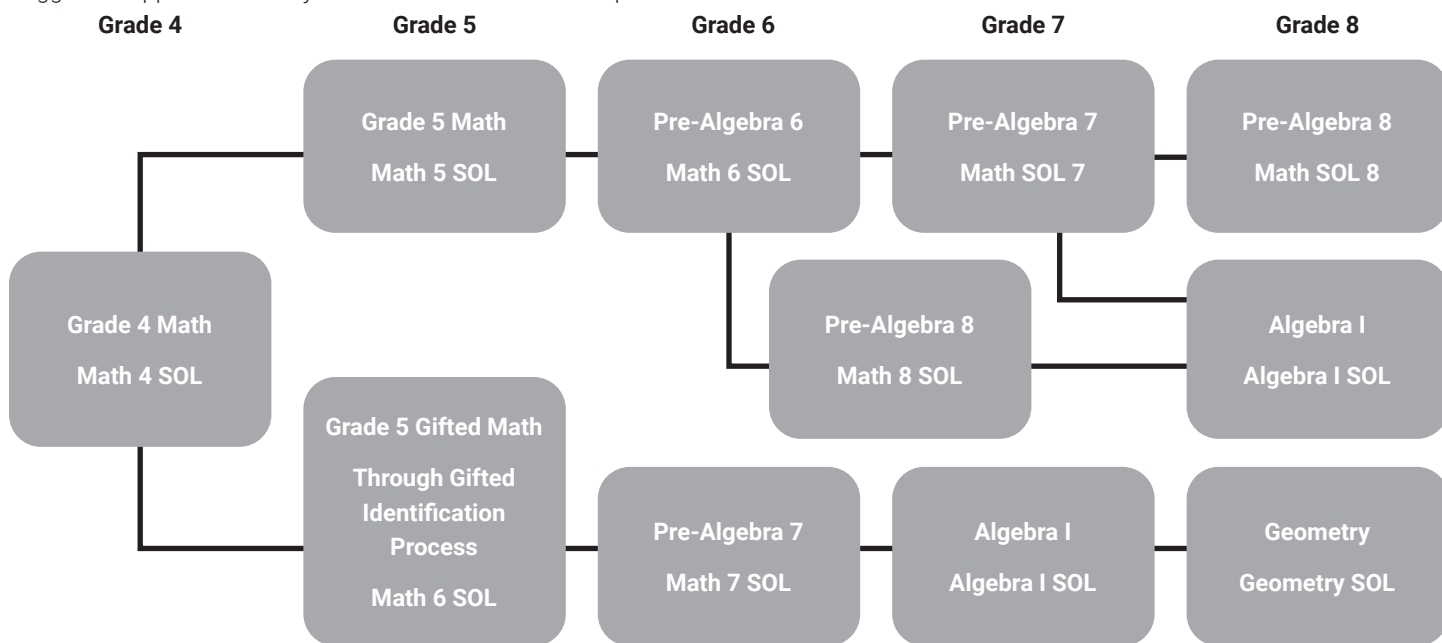 Grade 4
Grade 5
Grade 6
Grade 7
Grade 8
Grade 5 Math
Math 5 SOL
Pre-Algebra 6
Math 6 SOL
Pre-Algebra 7
Math SOL 7
Pre-Algebra 8
Math SOL 8
Grade 4 Math
Math 4 SOL
Pre-Algebra 8
Math 8 SOL
Algebra I
Algebra I SOL
Grade 5 Gifted Math
Through Gifted
Identification
Process
Math 6 SOL
Pre-Algebra 7
Math 7 SOL
Algebra I
Algebra I SOL
Geometry
Geometry SOL